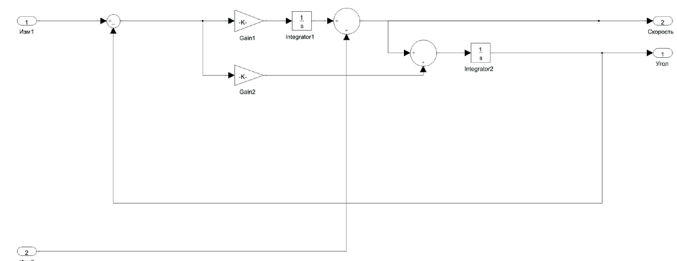 1
Изм1
-K-
Gain1
1
s
Integrator1
2
Скорость
1
s
Integrator2
1
Угол
-K-
Gain2
2